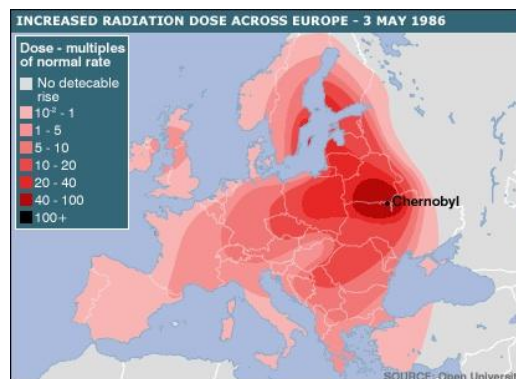 INCREASED RADIATION DOSE ACROSS EUROPE - 3 MAY 1986
Dose - multiples
of normal rate
No detecable
rise
10⁻² - 1
1 - 5
5 - 10
10 - 20
20 - 40
40 - 100
100+
Chernobyl
SOURCE: Open University